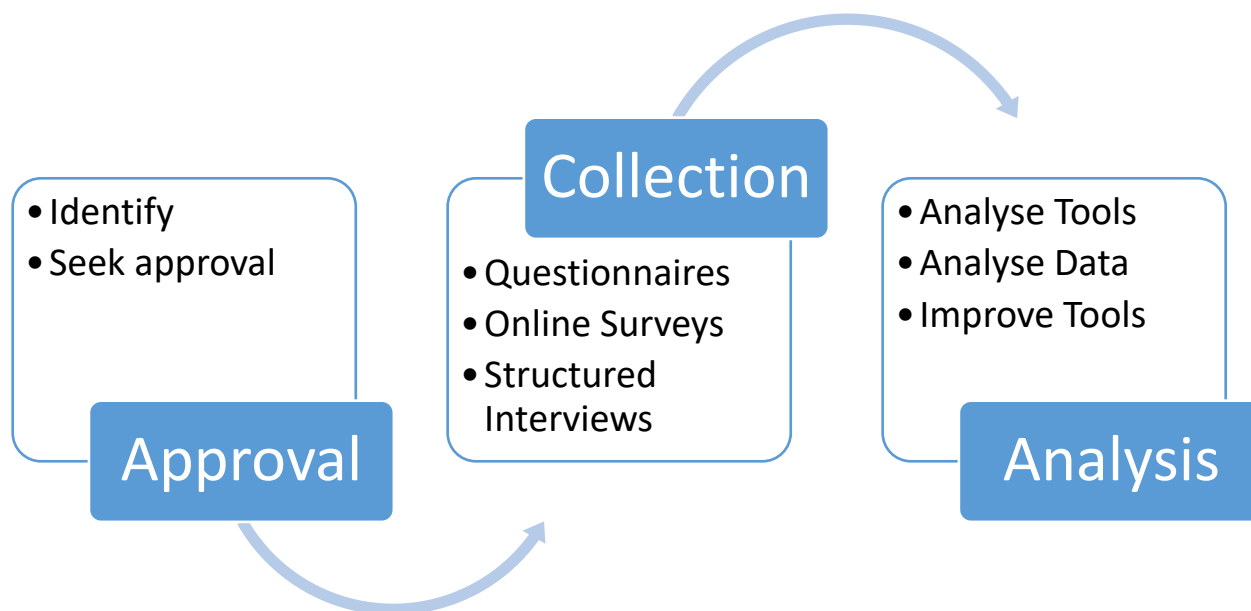 • Identify
• Seek approval
Approval
Collection
• Questionnaires
• Online Surveys
• Structured
Interviews
• Analyse Tools
• Analyse Data
• Improve Tools
Analysis